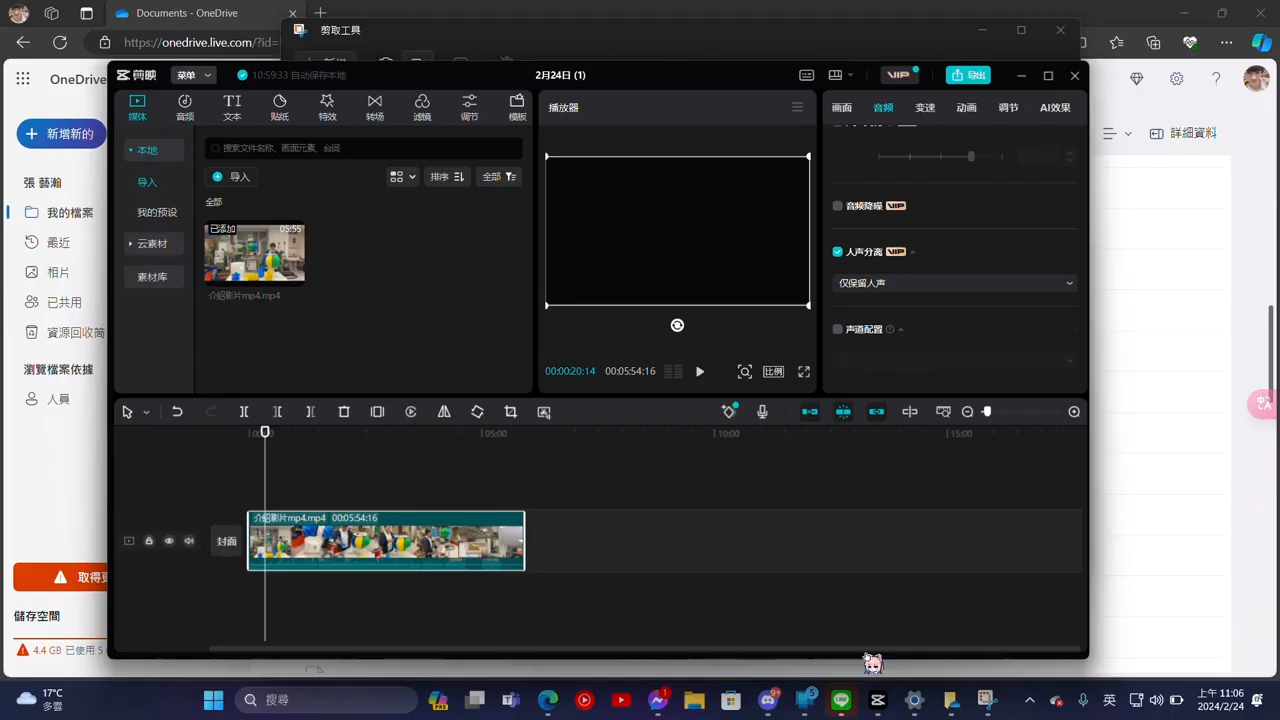 Documents - OneDrive
https://onedrive.live.com/?id=
剪取工具
OneDrive
新增新的
張 藝瀚
我的檔案
最近
相片
已共用
資源回收筒
瀏覽檔案依據
人員
取得更
儲存空間
4.4 GB 已使用 5
詳細資料
剪映
菜单
10:59:33 自动保存本地
2月24日 (1)
VIP
导出
媒体
音频
文本
贴纸
特效
转场
滤镜
调节
模板
本地
导入
我的预设
云素材
素材库
搜索文件名称、画面元素、台词
导入
排序
全部
全部
已添加
05:55
介绍影片mp4.mp4
播放器
00:00:20:14
00:05:54:16
比例
画面
音频
变速
动画
调节
AI效果
音频降噪 VIP
人声分离 VIP
仅保留人声
声道配置
05:00
10:00
15:00
封面
介绍影片mp4.mp4 00:05:54:16
中文A
17°C
多雲
搜尋
PRE
1
9+
5
英
上午 11:06
2024/2/24